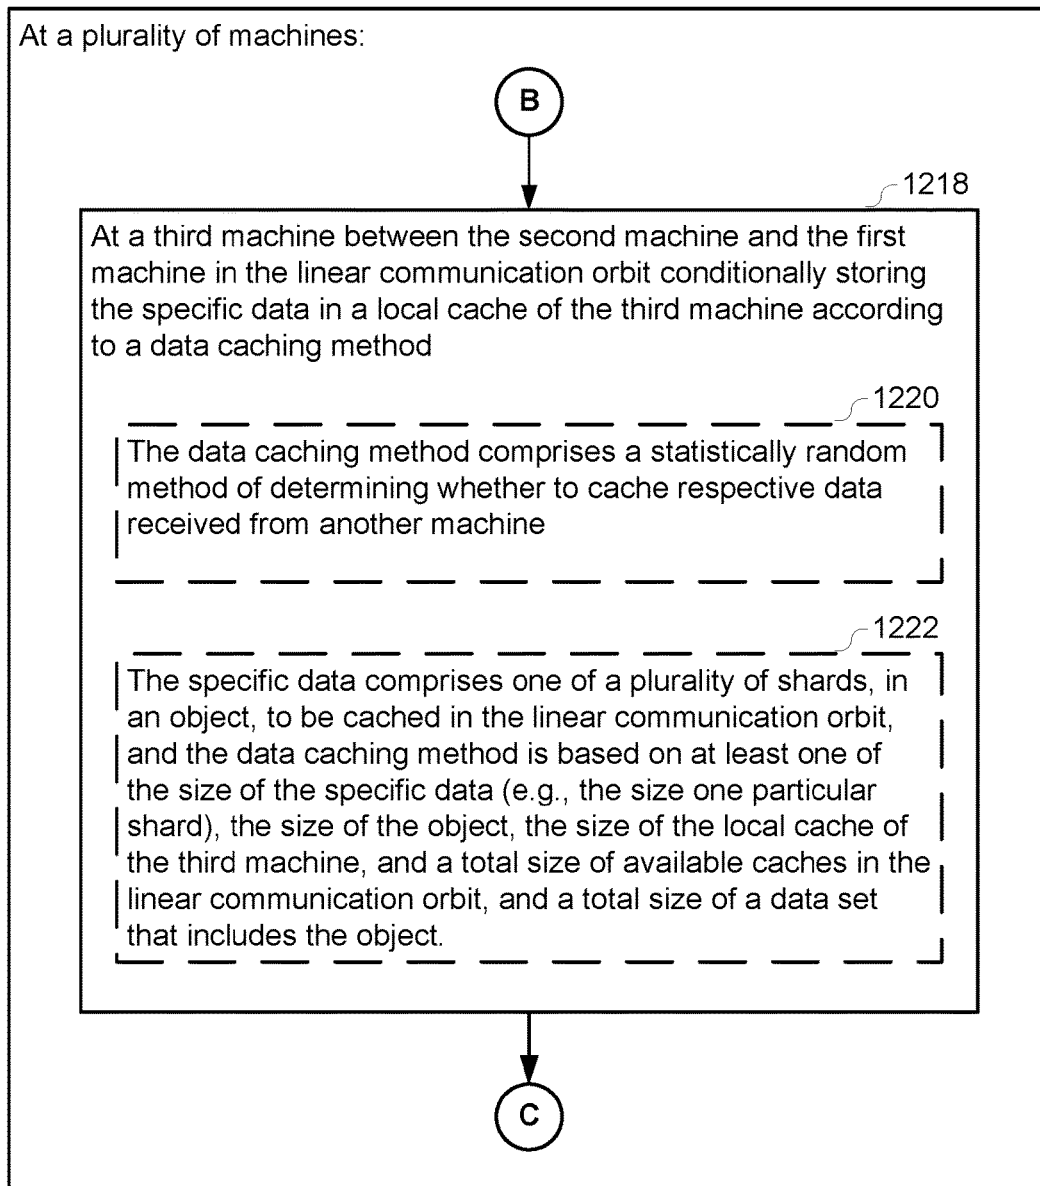 At a plurality of machines:
B
1218
At a third machine between the second machine and the first
machine in the linear communication orbit conditionally storing
the specific data in a local cache of the third machine according
to a data caching method
1220
The data caching method comprises a statistically random
method of determining whether to cache respective data
received from another machine
1222
The specific data comprises one of a plurality of shards, in
an object, to be cached in the linear communication orbit,
and the data caching method is based on at least one of
the size of the specific data (e.g., the size one particular
shard), the size of the object, the size of the local cache of
the third machine, and a total size of available caches in the
linear communication orbit, and a total size of a data set
that includes the object.
C